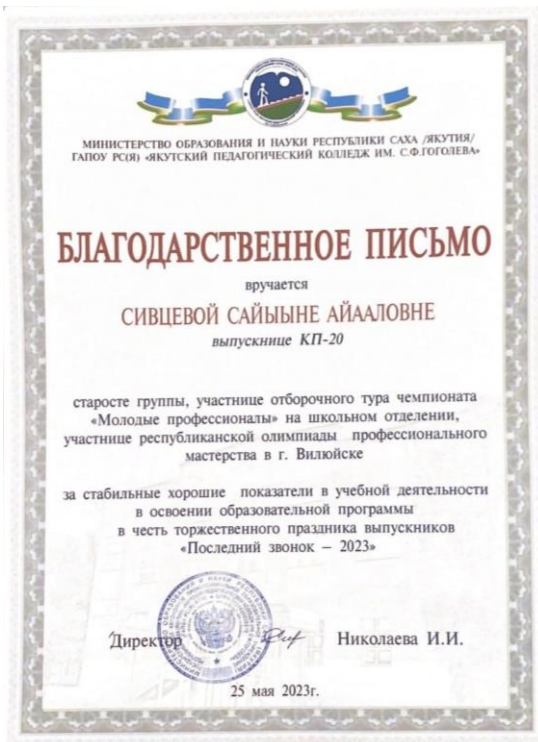 МИНИСТЕРСТВО ОБРАЗОВАНИЯ И НАУКИ РЕСПУБЛИКИ САХА /ЯКУТИЯ/
ГАПОУ РС(Я) «ЯКУТСКИЙ ПЕДАГОГИЧЕСКИЙ КОЛЛЕДЖ ИМ. С.Ф.ГОГОЛЕВА»
БЛАГОДАРСТВЕННОЕ ПИСЬМО
вручается
СИВЦЕВОЙ САЙЫЫНЕ АЙААЛОВНЕ
выпускнице КП-20
старосте группы, участнице отборочного тура чемпионата
«Молодые профессионалы» на школьном отделении,
участнице республиканской олимпиады профессионального
мастерства в г. Вилюйске
за стабильные хорошие показатели в учебной деятельности
в освоении образовательной программы
в честь торжественного праздника выпускников
«Последний звонок – 2023»
Директор Николаева И.И.
25 мая 2023г.